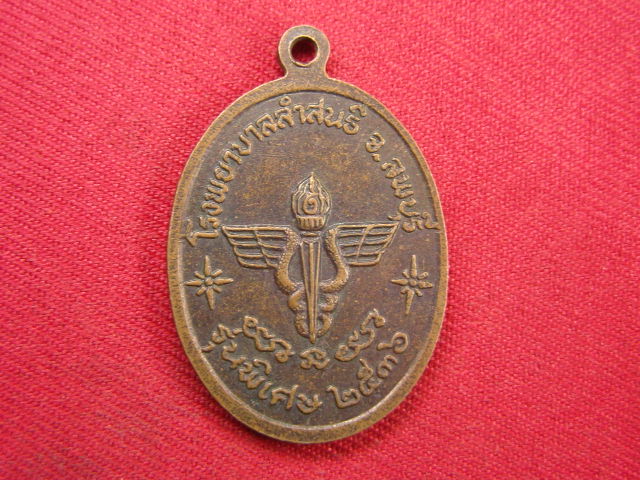 โรงพยาบาลลำสนธิ์ จ.ลพบุรี
รุ่นพิเศษ ๒๕๓๖